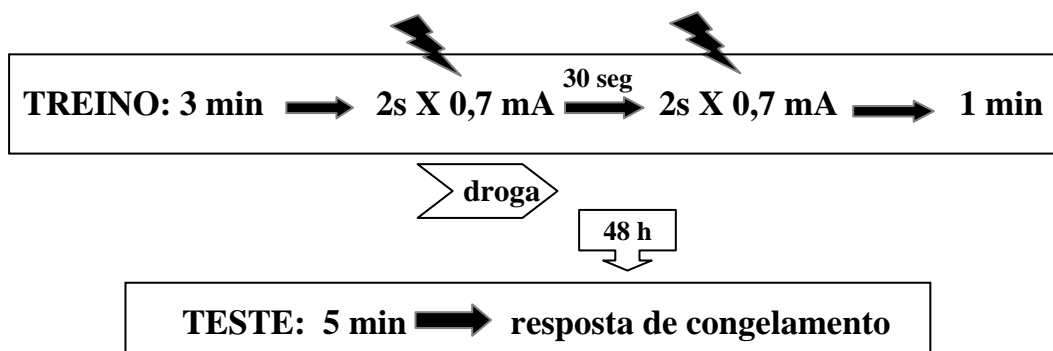 30 seg
TREINO: 3 min 2s X 0,7 mA 2s X 0,7 mA 1 min
droga
48 h
TESTE: 5 min resposta de congelamento